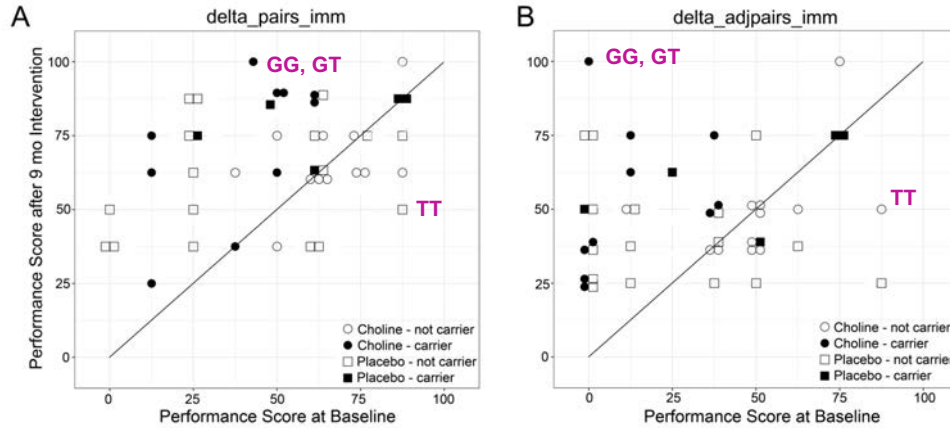 A
delta_pairs_imm
Performance Score after 9 mo Intervention
100
75
50
25
0
GG, GT
TT
Choline - not carrier
Choline - carrier
Placebo - not carrier
Placebo - carrier
0 25 50 75 100
Performance Score at Baseline
B
delta_adjpairs_imm
100
75
50
25
0
GG, GT
TT
Choline - not carrier
Choline - carrier
Placebo - not carrier
Placebo - carrier
0 25 50 75 100
Performance Score at Baseline